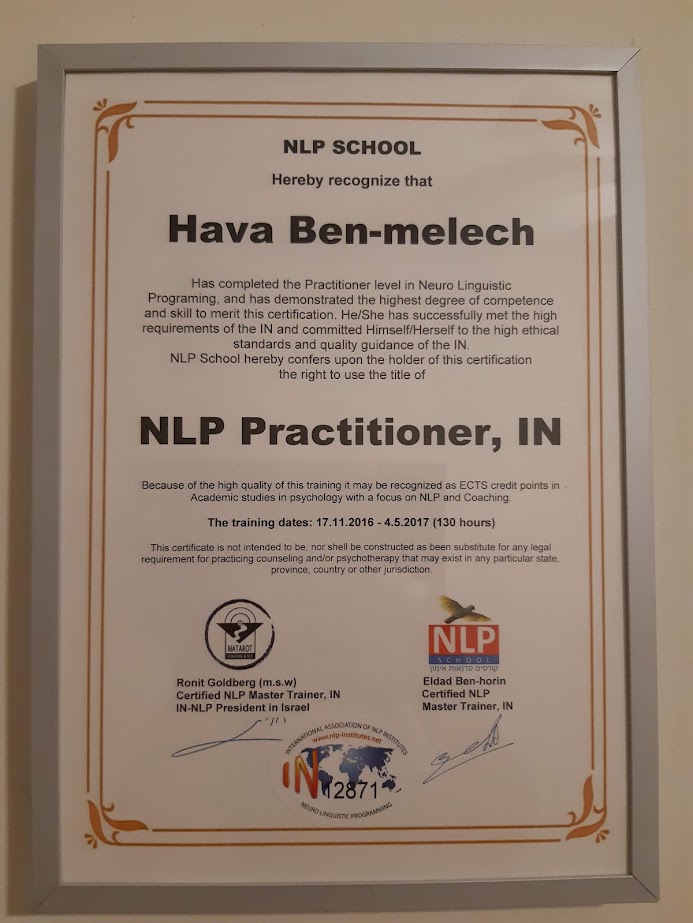 NLP SCHOOL
Hereby recognize that
Hava Ben-melech
Has completed the Practitioner level in Neuro Linguistic
Programing, and has demonstrated the highest degree of competence
and skill to merit this certification. He/She has successfully met the high
requirements of the IN and committed Himself/Herself to the high ethical
standards and quality guidance of the IN.
NLP School hereby confers upon the holder of this certification
the right to use the title of
NLP Practitioner, IN
Because of the high quality of this training it may be recognized as ECTS credit points in
Academic studies in psychology with a focus on NLP and Coaching.
The training dates: 17.11.2016 - 4.5.2017 (130 hours)
This certificate is not intended to be, nor shell be constructed as been substitute for any legal
requirement for practicing counseling and/or psychotherapy that may exist in any particular state,
province, country or other jurisdiction.
MATAROT
Ronit Goldberg (m.s.w)
Certified NLP Master Trainer, IN
IN-NLP President in Israel
NLP
SCHOOL
קורסים סדנאות אימון
Eldad Ben-horin
Certified NLP
Master Trainer, IN
INTERNATIONAL ASSOCIATION OF NLP INSTITUTES
www.nlp-institutes.net
IN
12871
NEURO LINGUISTIC PROGRAMMING